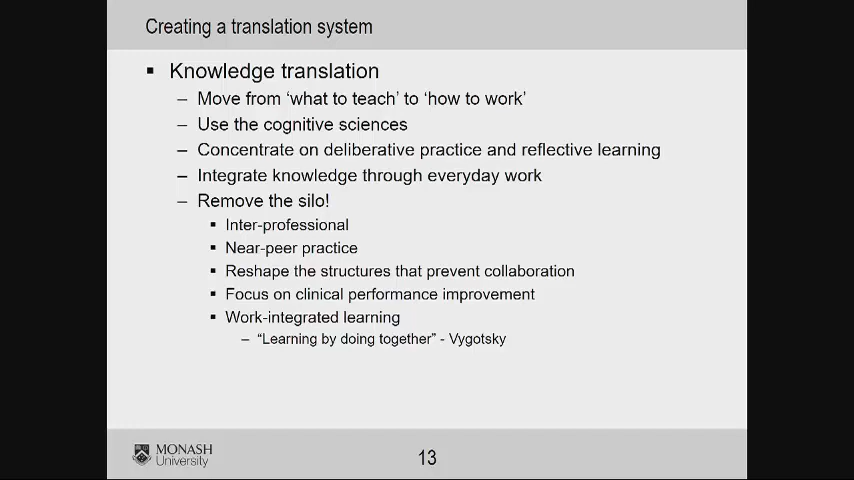 Creating a translation system
▪ Knowledge translation
– Move from ‘what to teach’ to ‘how to work’
– Use the cognitive sciences
– Concentrate on deliberative practice and reflective learning
– Integrate knowledge through everyday work
– Remove the silo!
▪ Inter-professional
▪ Near-peer practice
▪ Reshape the structures that prevent collaboration
▪ Focus on clinical performance improvement
▪ Work-integrated learning
– “Learning by doing together” - Vygotsky
MONASH
University
13